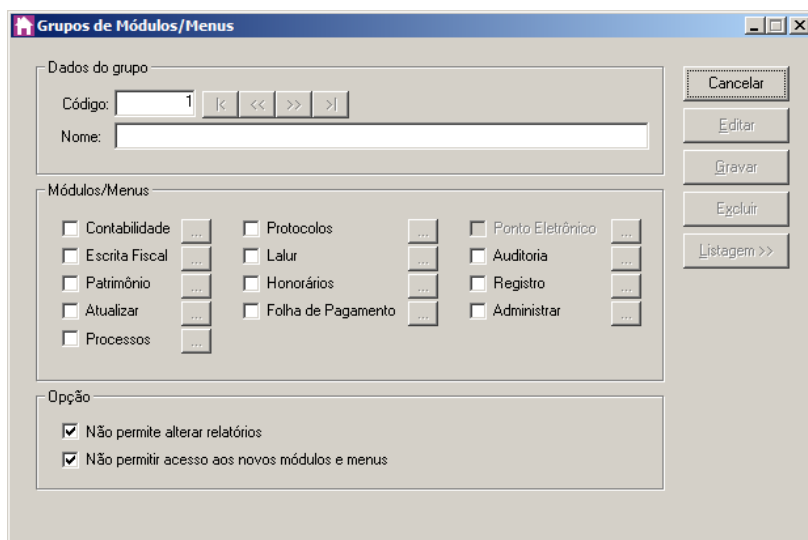 Grupos de Módulos/Menus
Dados do grupo
Código: 1 |< << >> >|
Nome:
Cancelar
Editar
Gravar
Excluir
Listagem >>
Módulos/Menus
Contabilidade ... Protocolos ... Ponto Eletrônico ...
Escrita Fiscal ... Lalur ... Auditoria ...
Patrimônio ... Honorários ... Registro ...
Atualizar ... Folha de Pagamento ... Administrar ...
Processos ...
Opção
Não permite alterar relatórios
Não permitir acesso aos novos módulos e menus